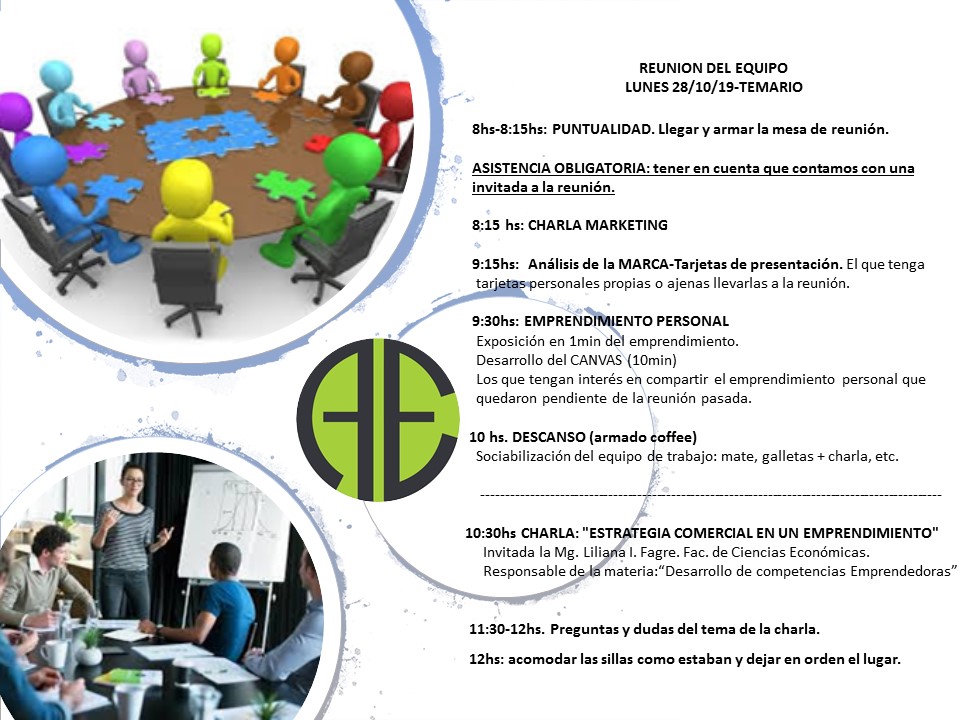 REUNION DEL EQUIPO
LUNES 28/10/19-TEMARIO
8hs-8:15hs: PUNTUALIDAD. Llegar y armar la mesa de reunión.
ASISTENCIA OBLIGATORIA: tener en cuenta que contamos con una
invitada a la reunión.
8:15 hs: CHARLA MARKETING
9:15hs: Análisis de la MARCA-Tarjetas de presentación. El que tenga
tarjetas personales propias o ajenas llevarlas a la reunión.
9:30hs: EMPRENDIMIENTO PERSONAL
Exposición en 1min del emprendimiento.
Desarrollo del CANVAS (10min)
Los que tengan interés en compartir el emprendimiento personal que
quedaron pendiente de la reunión pasada.
10 hs. DESCANSO (armado coffee)
Sociabilización del equipo de trabajo: mate, galletas + charla, etc.
10:30hs CHARLA: "ESTRATEGIA COMERCIAL EN UN EMPRENDIMIENTO"
Invitada la Mg. Liliana I. Fagre. Fac. de Ciencias Económicas.
Responsable de la materia:“Desarrollo de competencias Emprendedoras”
11:30-12hs. Preguntas y dudas del tema de la charla.
12hs: acomodar las sillas como estaban y dejar en orden el lugar.